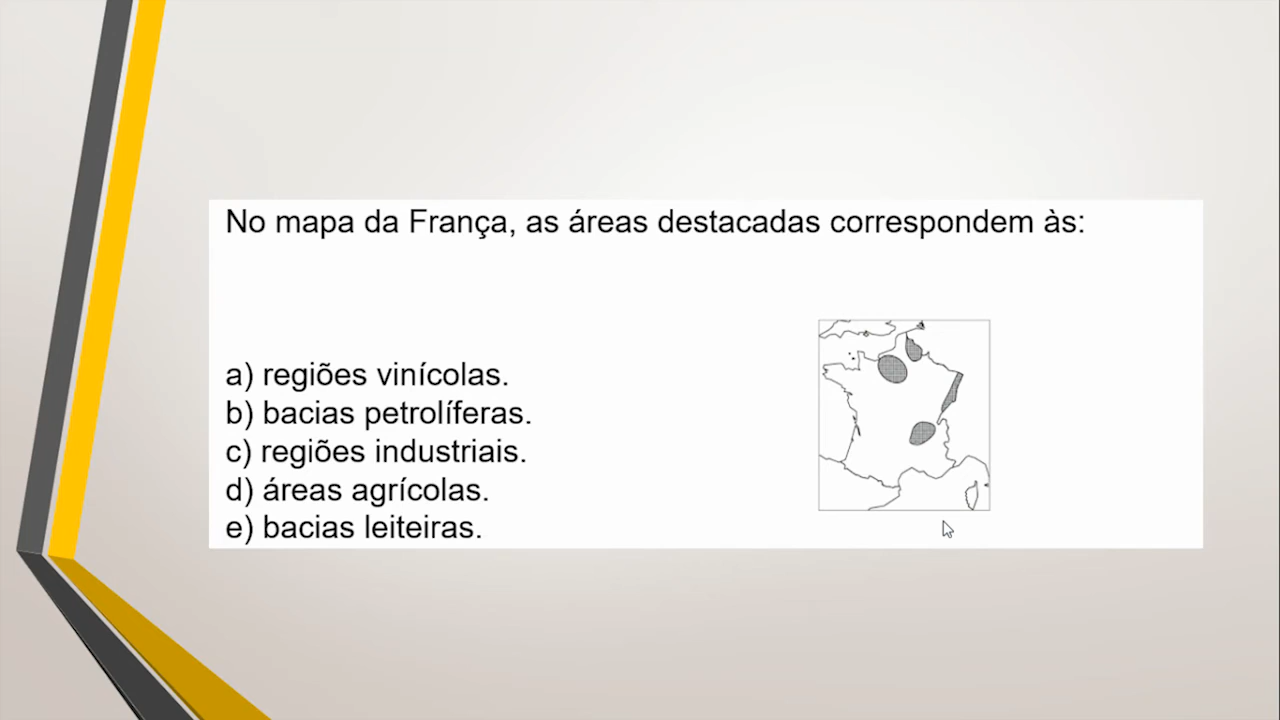 No mapa da França, as áreas destacadas correspondem às:
a) regiões vinícolas.
b) bacias petrolíferas.
c) regiões industriais.
d) áreas agrícolas.
e) bacias leiteiras.